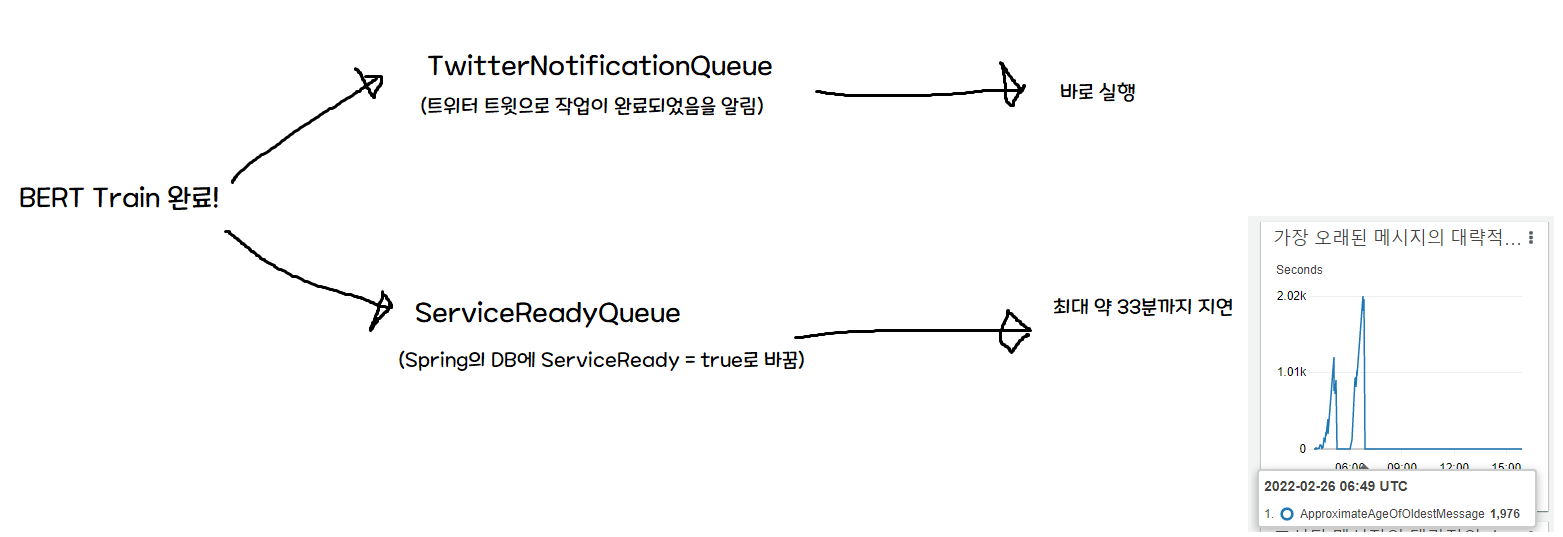 TwitterNotificationQueue
(트위터 트윗으로 작업이 완료되었음을 알림)
바로 실행
BERT Train 완료!
ServiceReadyQueue
(Spring의 DB에 ServiceReady = true로 바꿈)
최대 약 33분까지 지연
가장 오래된 메시지의 대략적...
Seconds
2.02k
1.01k
0
06:00 09:00 12:00 15:00
2022-02-26 06:49 UTC
1. ApproximateAgeOfOldestMessage 1,976